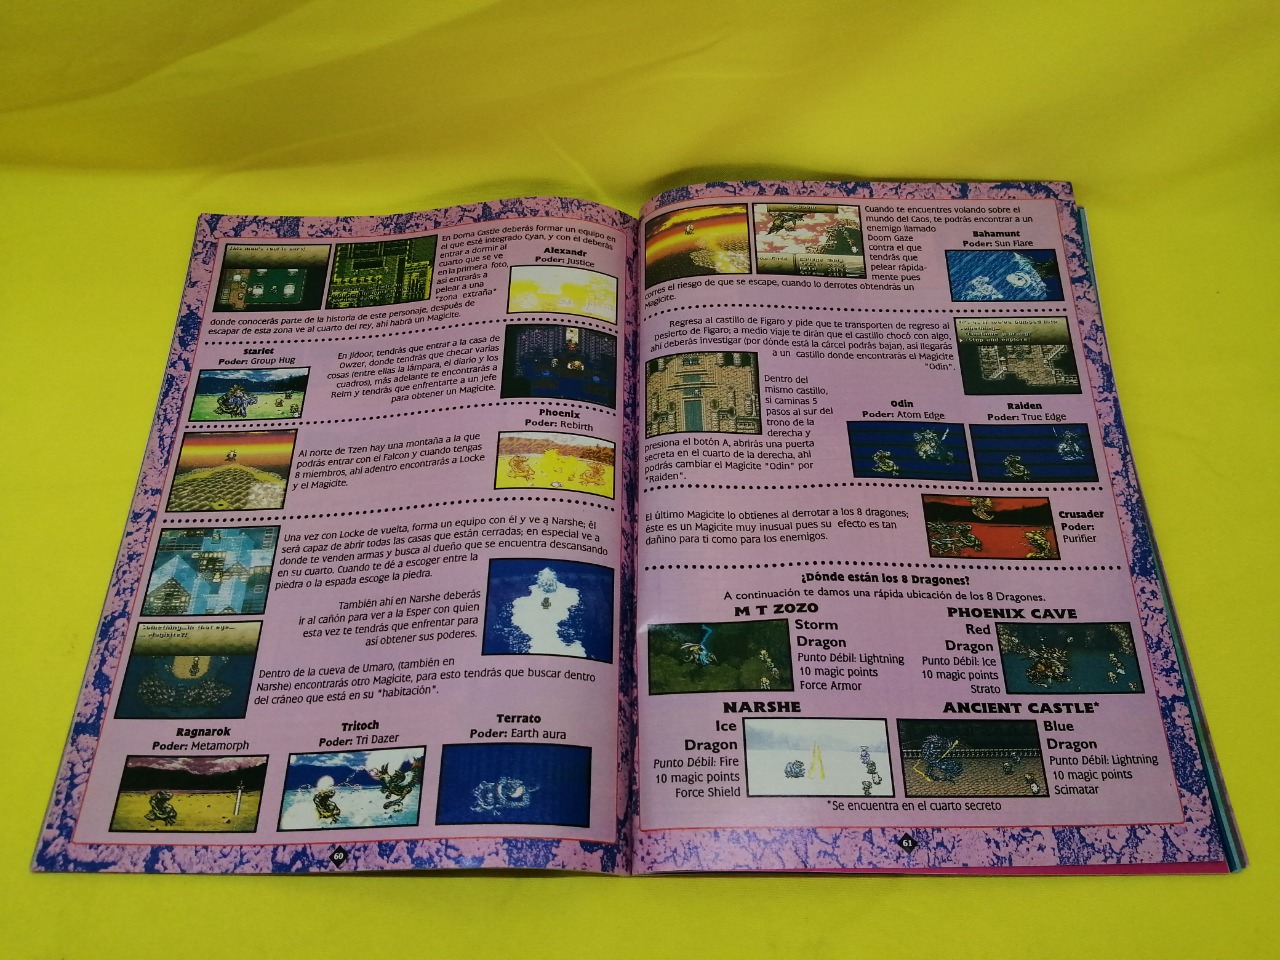 En Doma Castle deberás formar un equipo en
el que esté integrado Cyan, y con él deberás
entrar a dormir al
cuarto que se ve
en la primera foto,
así entrarás a
pelear a una
"zona extraña"
donde conocerás parte de la historia de este personaje, después de
escapar de esta zona ve al cuarto del rey, ahí habrá un Magicite.
Alexandr
Poder: Justice
Starlet
Poder: Group Hug
En Jidoor, tendrás que entrar a la casa de
Owzer, donde tendrás que checar varias
cosas (entre ellas la lámpara, el diario y los
cuadros), más adelante te encontrarás a
Relm y tendrás que enfrentarte a un jefe
para obtener un Magicite.
Al norte de Tzen hay una montaña a la que
podrás entrar con el Falcon y cuando tengas
8 miembros, ahí adentro encontrarás a Locke
y el Magicite.
Phoenix
Poder: Rebirth
Una vez con Locke de vuelta, forma un equipo con él y ve a Narshe; él
será capaz de abrir todas las casas que están cerradas; en especial ve a
donde te venden armas y busca al dueño que se encuentra descansando
en su cuarto. Cuando te dé a escoger entre la
piedra o la espada escoge la piedra.
También ahí en Narshe deberás
ir al cañón para ver a la Esper con quien
esta vez te tendrás que enfrentar para
así obtener sus poderes.
Something...in that eye...
Dentro de la cueva de Umaro, (también en
Narshe) encontrarás otro Magicite, para esto tendrás que buscar dentro
del cráneo que está en su "habitación".
Ragnarok
Poder: Metamorph
Tritoch
Poder: Tri Dazer
Terrato
Poder: Earth aura
60
Cuando te encuentres volando sobre el
mundo del Caos, te podrás encontrar a un
enemigo llamado
Doom Gaze
contra el que
tendrás que
pelear rápida-
mente pues
corres el riesgo de que se escape, cuando lo derrotes obtendrás un
Magicite.
Bahamunt
Poder: Sun Flare
Regresa al castillo de Figaro y pide que te transporten de regreso al
Desierto de Figaro; a medio viaje te dirán que el castillo chocó con algo,
ahí deberás investigar (por dónde está la cárcel podrás bajan, así llegarás
a un castillo donde encontrarás el Magicite
"Odin".
Dentro del
mismo castillo,
si caminas 5
pasos al sur del
trono de la
derecha y
presiona el botón A, abrirás una puerta
secreta en el cuarto de la derecha, ahí
podrás cambiar el Magicite "Odin" por
"Raiden".
Odin
Poder: Atom Edge
Raiden
Poder: True Edge
El último Magicite lo obtienes al derrotar a los 8 dragones;
éste es un Magicite muy inusual pues su efecto es tan
dañino para ti como para los enemigos.
Crusader
Poder:
Purifier
¿Dónde están los 8 Dragones?
A continuación te damos una rápida ubicación de los 8 Dragones.
M T ZOZO
Storm
Dragon
Punto Débil: Lightning
10 magic points
Force Armor
PHOENIX CAVE
Red
Dragon
Punto Débil: Ice
10 magic points
Strato
NARSHE
Ice
Dragon
Punto Débil: Fire
10 magic points
Force Shield
ANCIENT CASTLE*
Blue
Dragon
Punto Débil: Lightning
10 magic points
Scimatar
*Se encuentra en el cuarto secreto
61